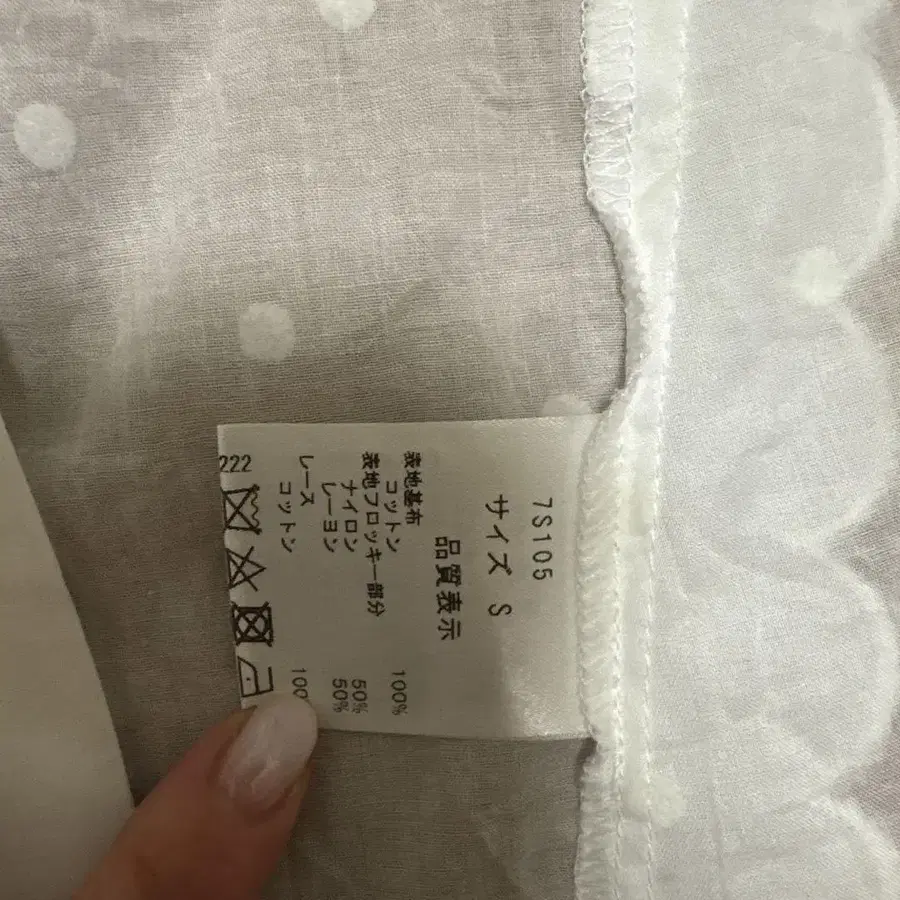 7S105
サイズ S
品質表示
表地基布
コットン 100%
表地フロッキー部分
ナイロン 50%
レーヨン 50%
レース
コットン 100
222